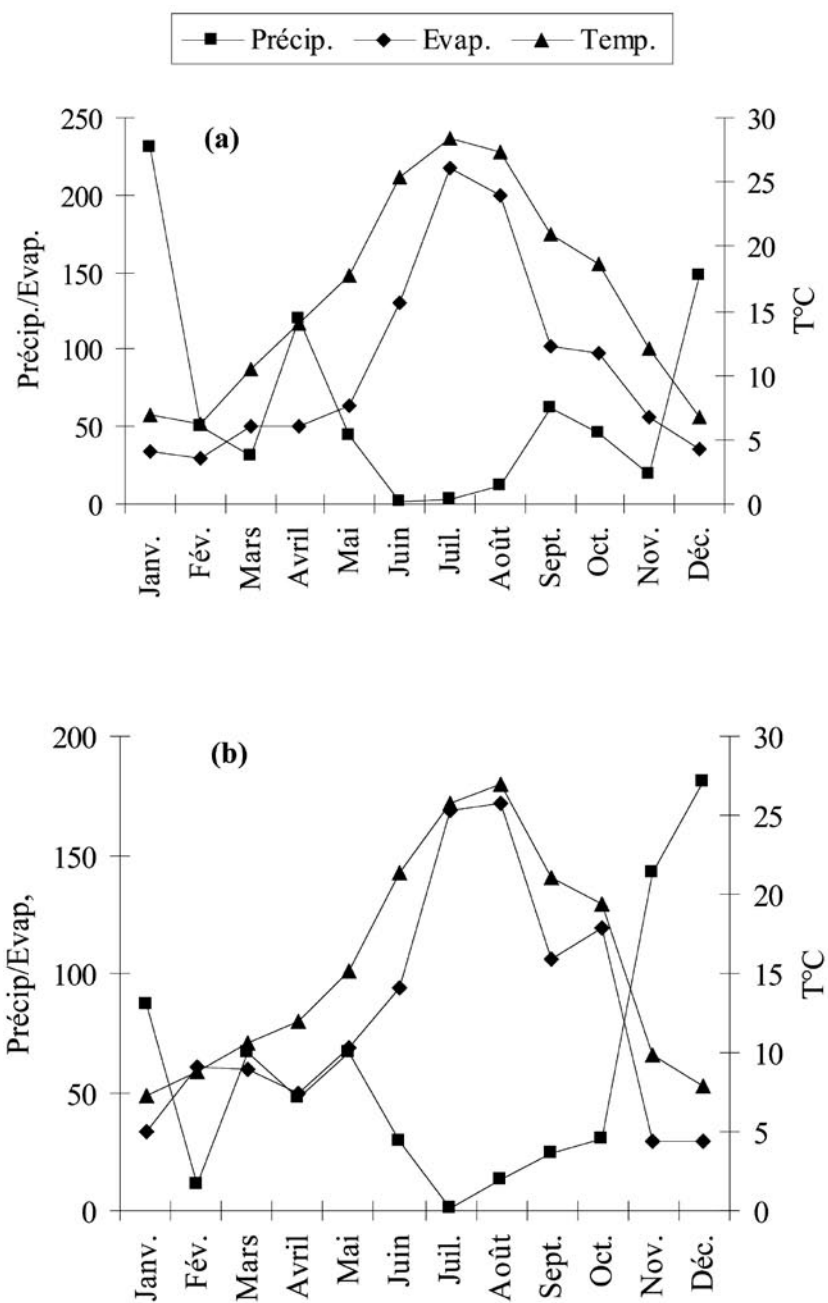 Précip. Evap. Temp.
(a)
250
200
150
100
50
0
Précip./Evap.
30
25
20
15
10
5
0
T°C
Janv. Fév. Mars Avril Mai Juin Juil. Août Sept. Oct. Nov. Déc.
(b)
200
150
100
50
0
Précip/Evap,
30
25
20
15
10
5
0
T°C
Janv. Fév. Mars Avril Mai Juin Juil. Août Sept. Oct. Nov. Déc.